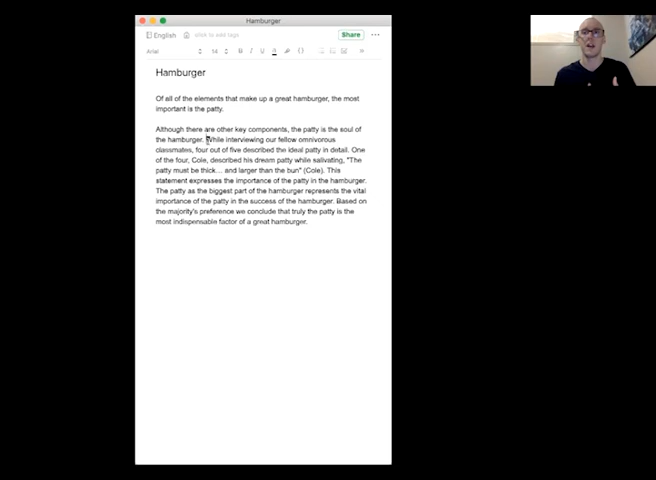 Hamburger
English
click to add tags
Share
Arial
14
B I U a
Hamburger
Of all of the elements that make up a great hamburger, the most
important is the patty.
Although there are other key components, the patty is the soul of
the hamburger. While interviewing our fellow omnivorous
classmates, four out of five described the ideal patty in detail. One
of the four, Cole, described his dream patty while salivating, "The
patty must be thick... and larger than the bun" (Cole). This
statement expresses the importance of the patty in the hamburger.
The patty as the biggest part of the hamburger represents the vital
importance of the patty in the success of the hamburger. Based on
the majority's preference we conclude that truly the patty is the
most indispensable factor of a great hamburger.